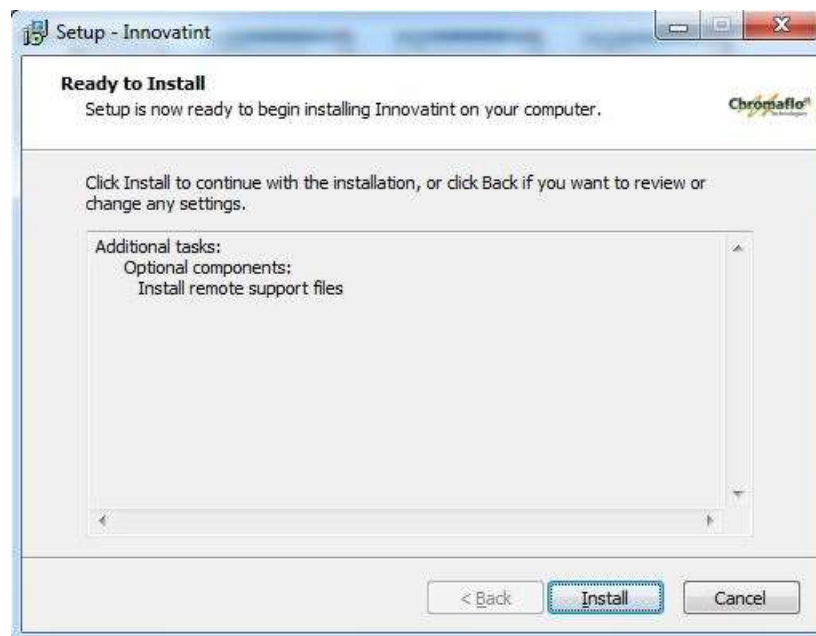 Setup - Innovatint
Ready to Install
Setup is now ready to begin installing Innovatint on your computer.
Chromaflo
Click Install to continue with the installation, or click Back if you want to review or
change any settings.
Additional tasks:
Optional components:
Install remote support files
< Back
Install
Cancel